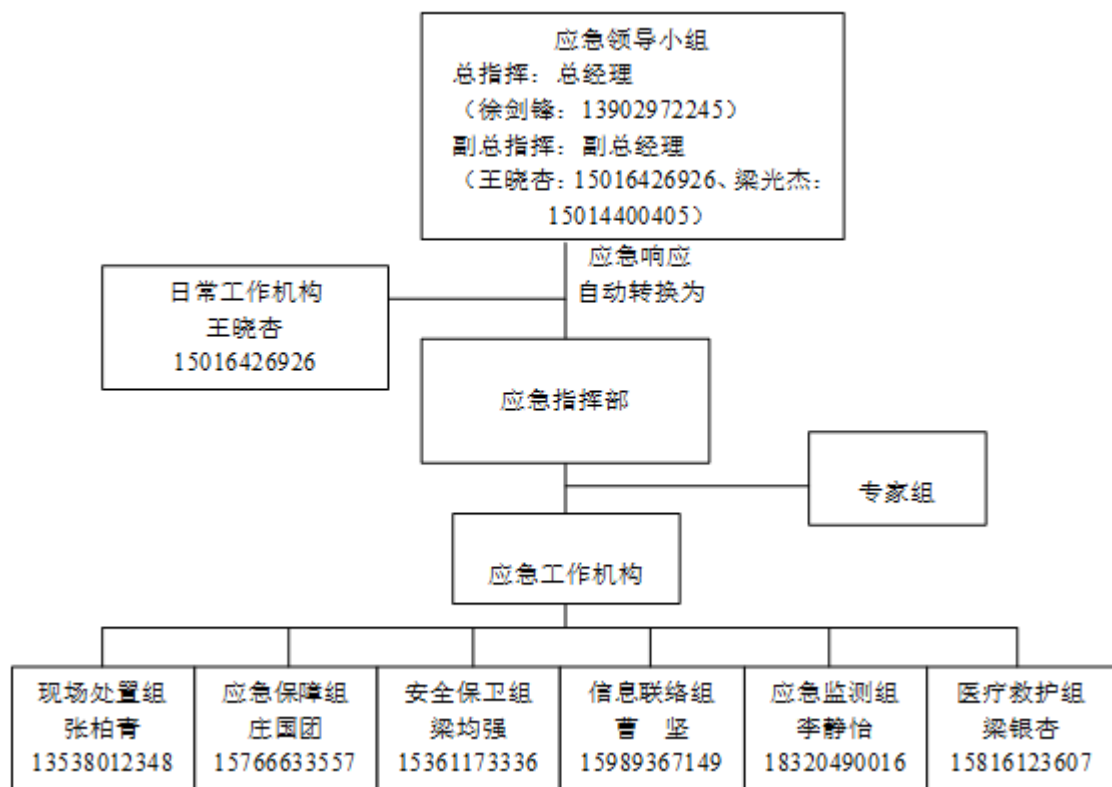 应急领导小组
总指挥：总经理
（徐剑锋：13902972245）
副总指挥：副总经理
（王晓杏：15016426926、梁光杰：
15014400405）
应急响应
自动转换为
日常工作机构
王晓杏
15016426926
应急指挥部
专家组
应急工作机构
现场处置组
张柏青
13538012348
应急保障组
庄国团
15766633557
安全保卫组
梁均强
15361173336
信息联络组
曹　坚
15989367149
应急监测组
李静怡
18320490016
医疗救护组
梁银杏
15816123607